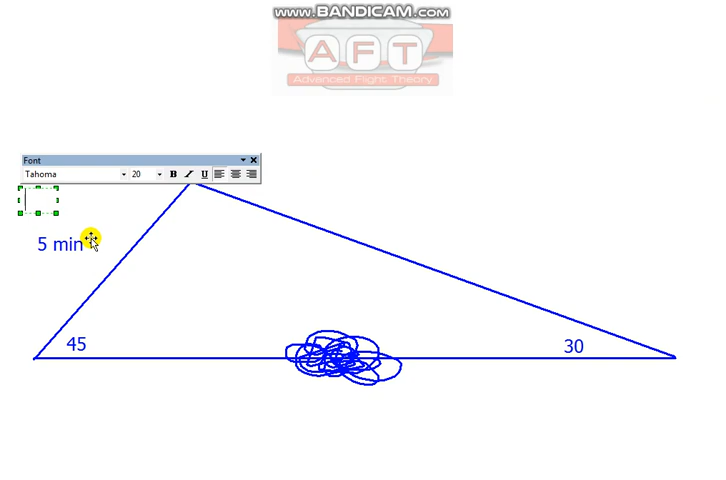 www.BANDICAM.com
AFT
Advanced Flight Theory
Font
Tahoma 20 B I U
5 min
45
30